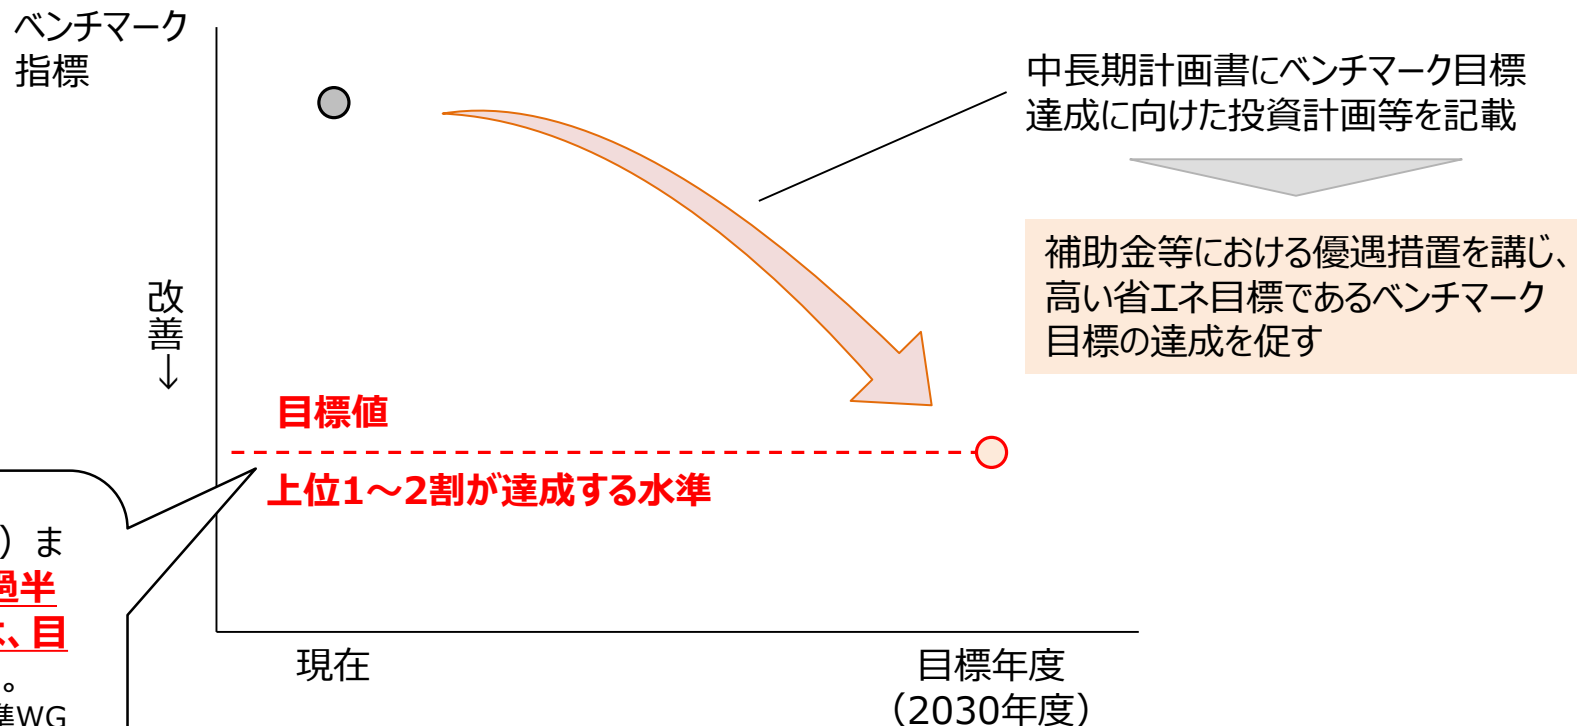 ベンチマーク
指標
中長期計画書にベンチマーク目標
達成に向けた投資計画等を記載
補助金等における優遇措置を講じ、
高い省エネ目標であるベンチマーク
目標の達成を促す
改善→
目標値
上位1～2割が達成する水準
）ま
過半
は、目
。
準WG
現在
目標年度
（2030年度）